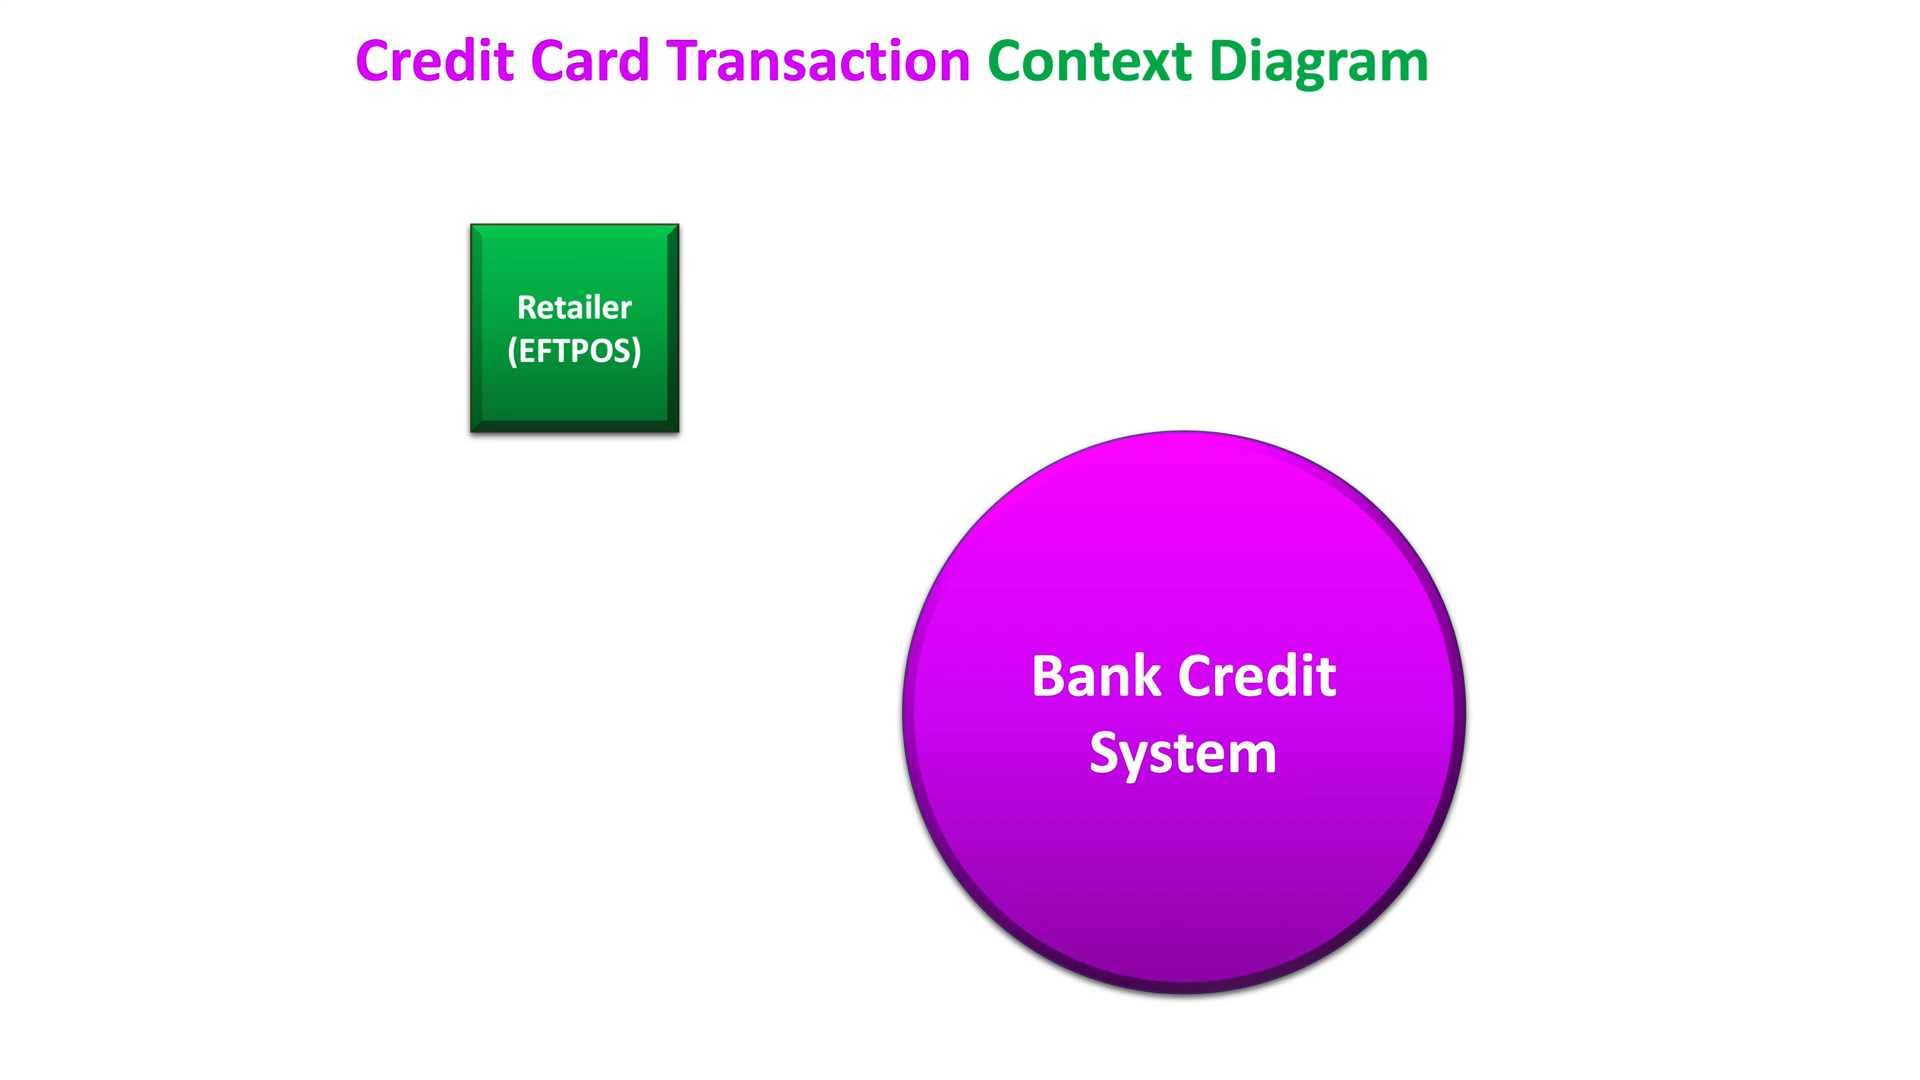 Credit Card Transaction Context Diagram
Retailer
(EFTPOS)
Bank Credit
System